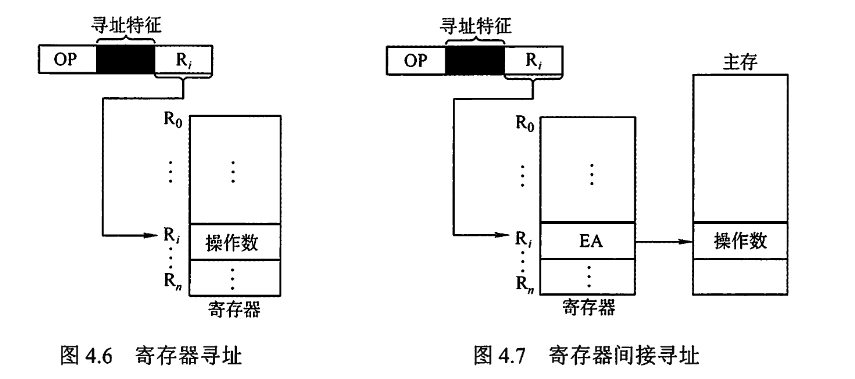 寻址特征
OP
R_i
R_0
⋮
⋮
R_i
操作数
⋮
⋮
R_n
寄存器
图 4.6 寄存器寻址
寻址特征
OP
R_i
R_0
⋮
⋮
R_i
EA
⋮
⋮
R_n
寄存器
主存
操作数
图 4.7 寄存器间接寻址